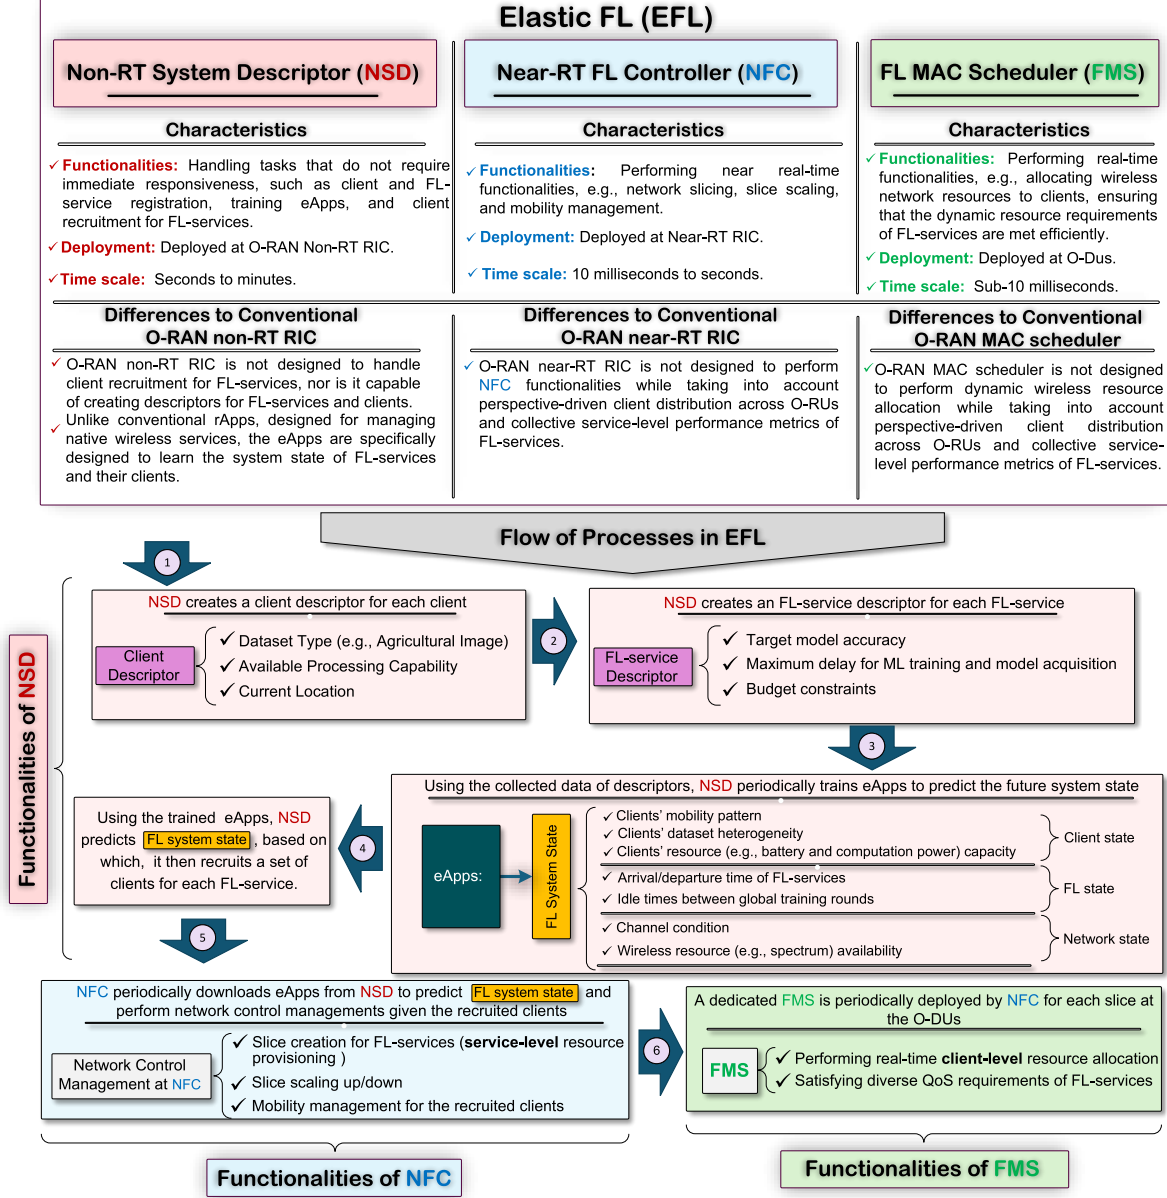 Elastic FL (EFL)
Non-RT System Descriptor (NSD)
Characteristics
Functionalities: Handling tasks that do not require
immediate responsiveness, such as client and FL-
service registration, training eApps, and client
recruitment for FL-services.
Deployment: Deployed at O-RAN Non-RT RIC.
Time scale: Seconds to minutes.
Differences to Conventional
O-RAN non-RT RIC
O-RAN non-RT RIC is not designed to handle
client recruitment for FL-services, nor is it capable
of creating descriptors for FL-services and clients.
Unlike conventional rApps, designed for managing
native wireless services, the eApps are specifically
designed to learn the system state of FL-services
and their clients.
Near-RT FL Controller (NFC)
Characteristics
Functionalities: Performing near real-time
functionalities, e.g., network slicing, slice scaling,
and mobility management.
Deployment: Deployed at Near-RT RIC.
Time scale: 10 milliseconds to seconds.
Differences to Conventional
O-RAN near-RT RIC
O-RAN near-RT RIC is not designed to perform
NFC functionalities while taking into account
perspective-driven client distribution across O-RUs
and collective service-level performance metrics of
FL-services.
FL MAC Scheduler (FMS)
Characteristics
Functionalities: Performing real-time
functionalities, e.g., allocating wireless
network resources to clients, ensuring
that the dynamic resource requirements
of FL-services are met efficiently.
Deployment: Deployed at O-Dus.
Time scale: Sub-10 milliseconds.
Differences to Conventional
O-RAN MAC scheduler
O-RAN MAC scheduler is not designed
to perform dynamic wireless resource
allocation while taking into account
perspective-driven client distribution
across O-RUs and collective service-
level performance metrics of FL-services.
Flow of Processes in EFL
Functionalities of NSD
1
NSD creates a client descriptor for each client
Client
Descriptor
Dataset Type (e.g., Agricultural Image)
Available Processing Capability
Current Location
2
NSD creates an FL-service descriptor for each FL-service
FL-service
Descriptor
Target model accuracy
Maximum delay for ML training and model acquisition
Budget constraints
3
Using the collected data of descriptors, NSD periodically trains eApps to predict the future system state
eApps:
FL System State
Clients' mobility pattern
Clients' dataset heterogeneity
Clients' resource (e.g., battery and computation power) capacity
Client state
Arrival/departure time of FL-services
Idle times between global training rounds
FL state
Channel condition
Wireless resource (e.g., spectrum) availability
Network state
4
Using the trained eApps, NSD
predicts FL system state , based on
which, it then recruits a set of
clients for each FL-service.
5
NFC periodically downloads eApps from NSD to predict FL system state and
perform network control managements given the recruited clients
Network Control
Management at NFC
Slice creation for FL-services (service-level resource
provisioning )
Slice scaling up/down
Mobility management for the recruited clients
6
A dedicated FMS is periodically deployed by NFC for each slice at
the O-DUs
FMS
Performing real-time client-level resource allocation
Satisfying diverse QoS requirements of FL-services
Functionalities of NFC
Functionalities of FMS